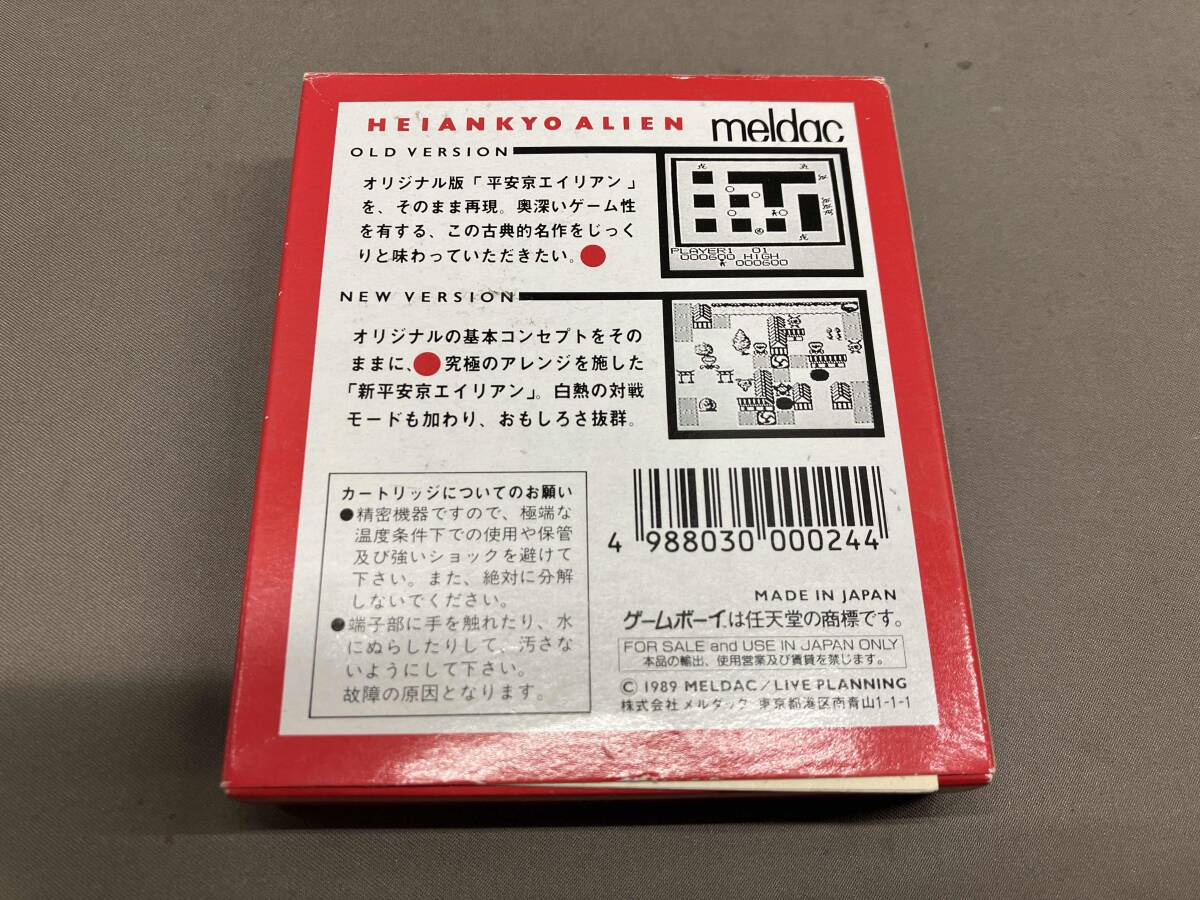 HEIANKYO ALIEN meldac
OLD VERSION
オリジナル版「平安京エイリアン」
を、そのまま再現。奥深いゲーム性
を有する、この古典的名作をじっく
りと味わっていただきたい。
PLAYER1 01
000600 HIGH
000600
NEW VERSION
オリジナルの基本コンセプトをその
ままに、●究極のアレンジを施した
「新平安京エイリアン」。白熱の対戦
モードも加わり、おもしろさ抜群。
カートリッジについてのお願い
●精密機器ですので、極端な
温度条件下での使用や保管
及び強いショックを避けて
下さい。また、絶対に分解
しないでください。
●端子部に手を触れたり、水
にぬらしたりして、汚さな
いようにして下さい。
故障の原因となります。
4 988030 000244
MADE IN JAPAN
ゲームボーイは任天堂の商標です。
FOR SALE and USE IN JAPAN ONLY
本品の輸出、使用営業及び賃貸を禁じます。
© 1989 MELDAC/LIVE PLANNING
株式会社メルダック 東京都港区南青山1-1-1